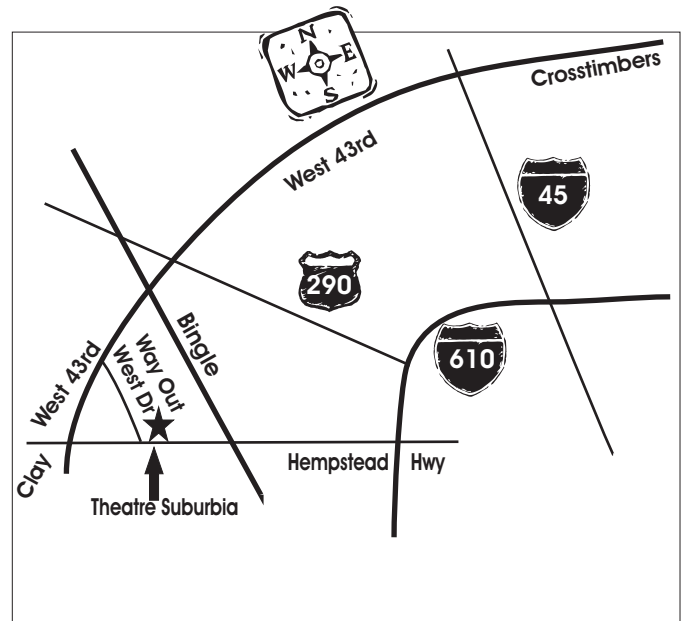 N
W E
S
Crosstimbers
West 43rd
45
290
Bingle
610
Way Out
West Dr
West 43rd
Clay
Hempstead Hwy
Theatre Suburbia